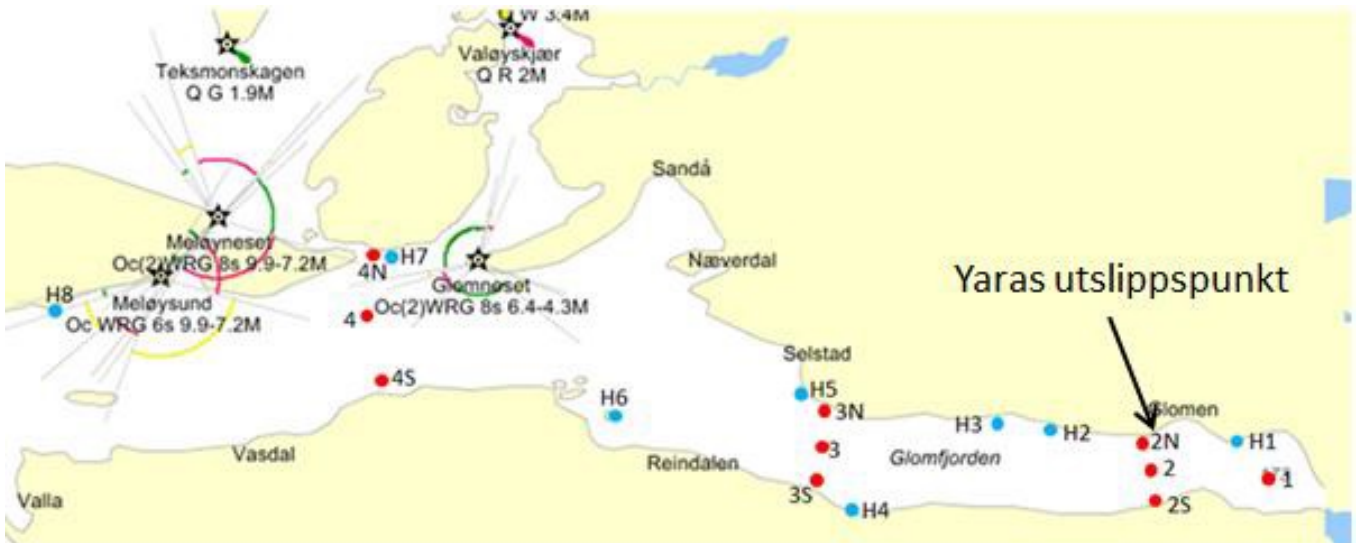 Q W 3.4M
Teksmonskagen
Q G 1.9M
Valøyskjær
Q R 2M
Sandå
Meløyneset
Oc(2)WRG 8s 9.9-7.2M
4N
H7
Glomneset
Oc(2)WRG 8s 6.4-4.3M
Næverdal
Yaras utslippspunkt
H8
Meløysund
Oc WRG 6s 9.9-7.2M
4
Selstad
4S
H5
H6
3N
Glomen
H3
H2
2N
H1
Vasdal
3
Reindalen
Glomfjorden
2
1
3S
Valla
H4
2S